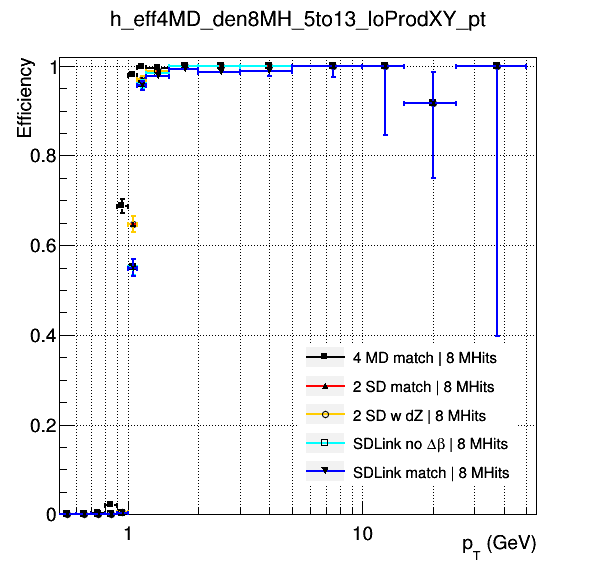 h_eff4MD_den8MH_5to13_loProdXY_pt
Efficiency
1
0.8
0.6
0.4
0.2
0
4 MD match | 8 MHits
2 SD match | 8 MHits
2 SD w dZ | 8 MHits
SDLink no Δβ | 8 MHits
SDLink match | 8 MHits
1
10
p_T (GeV)